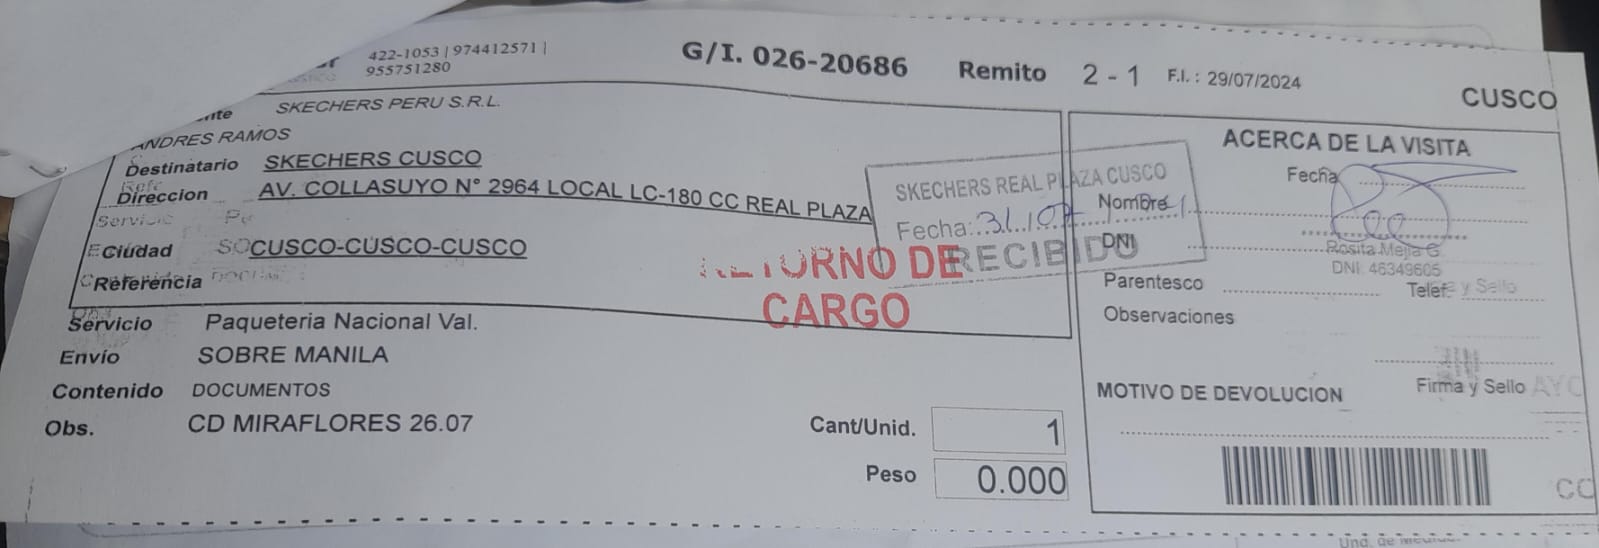 422-1053 | 974412571 |
955751280
G/I. 026-20686 Remito 2 - 1 F.I. : 29/07/2024
CUSCO
SKECHERS PERU S.R.L.
ANDRES RAMOS
Destinatario SKECHERS CUSCO
Direccion AV. COLLASUYO N° 2964 LOCAL LC-180 CC REAL PLAZA
Ciudad CUSCO-CUSCO-CUSCO
Referencia
RETORNO DE
CARGO
SKECHERS REAL PLAZA CUSCO
Fecha: 31/07
RECIBIDO
Servicio Paqueteria Nacional Val.
Envío SOBRE MANILA
Contenido DOCUMENTOS
Obs. CD MIRAFLORES 26.07
Cant/Unid. 1
Peso 0.000
ACERCA DE LA VISITA
Fecha
Nombre
DNI
Rosita Mejia G.
DNI: 46349605
Parentesco
Telef.
y Sello
Observaciones
Firma y Sello
MOTIVO DE DEVOLUCION